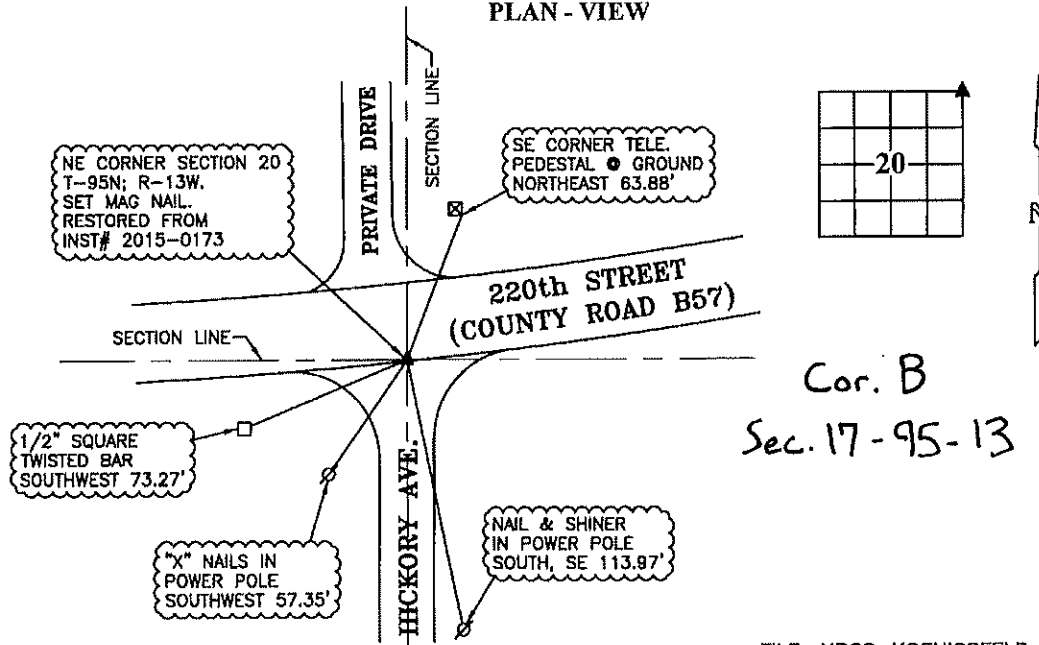 PLAN - VIEW
SECTION LINE
PRIVATE DRIVE
NE CORNER SECTION 20
T-95N; R-13W.
SET MAG NAIL.
RESTORED FROM
INST# 2015-0173
SE CORNER TELE.
PEDESTAL @ GROUND
NORTHEAST 63.88'
20
220th STREET
(COUNTY ROAD B57)
SECTION LINE
Cor. B
Sec. 17-95-13
1/2" SQUARE
TWISTED BAR
SOUTHWEST 73.27'
HICKORY AVE.
"X" NAILS IN
POWER POLE
SOUTHWEST 57.35'
NAIL & SHINER
IN POWER POLE
SOUTH, SE 113.97'